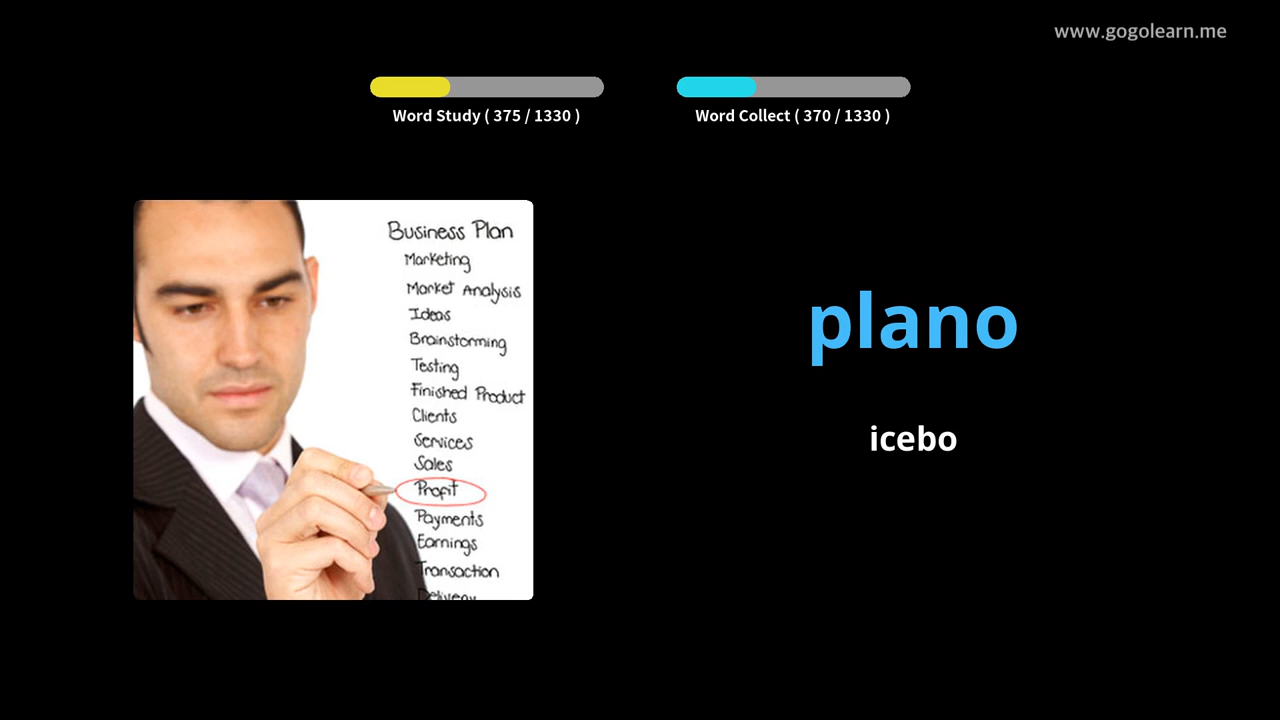 www.gogolearn.me
Word Study ( 375 / 1330 )
Word Collect ( 370 / 1330 )
Business Plan
Marketing
Market Analysis
Ideas
Brainstorming
Testing
Finished Product
Clients
Services
Sales
Profit
Payments
Earnings
Transaction
Delivery
plano
icebo